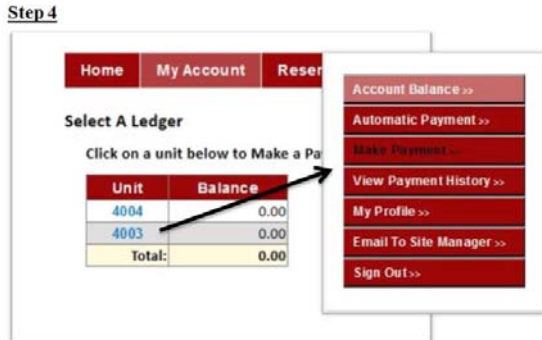 Step 4
Home My Account Reser
Select A Ledger
Click on a unit below to Make a Pa
Unit Balance
4004 0.00
4003 0.00
Total: 0.00
Account Balance >>
Automatic Payment >>
Make Payment >>
View Payment History >>
My Profile >>
Email To Site Manager >>
Sign Out >>